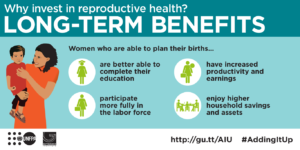 Why invest in reproductive health?
LONG-TERM BENEFITS
Women who are able to plan their births...
are better able to
complete their
education
have increased
productivity and
earnings
participate
more fully in
the labor force
enjoy higher
household savings
and assets
UNFPA
http://gu.tt/AIU #AddingItUp